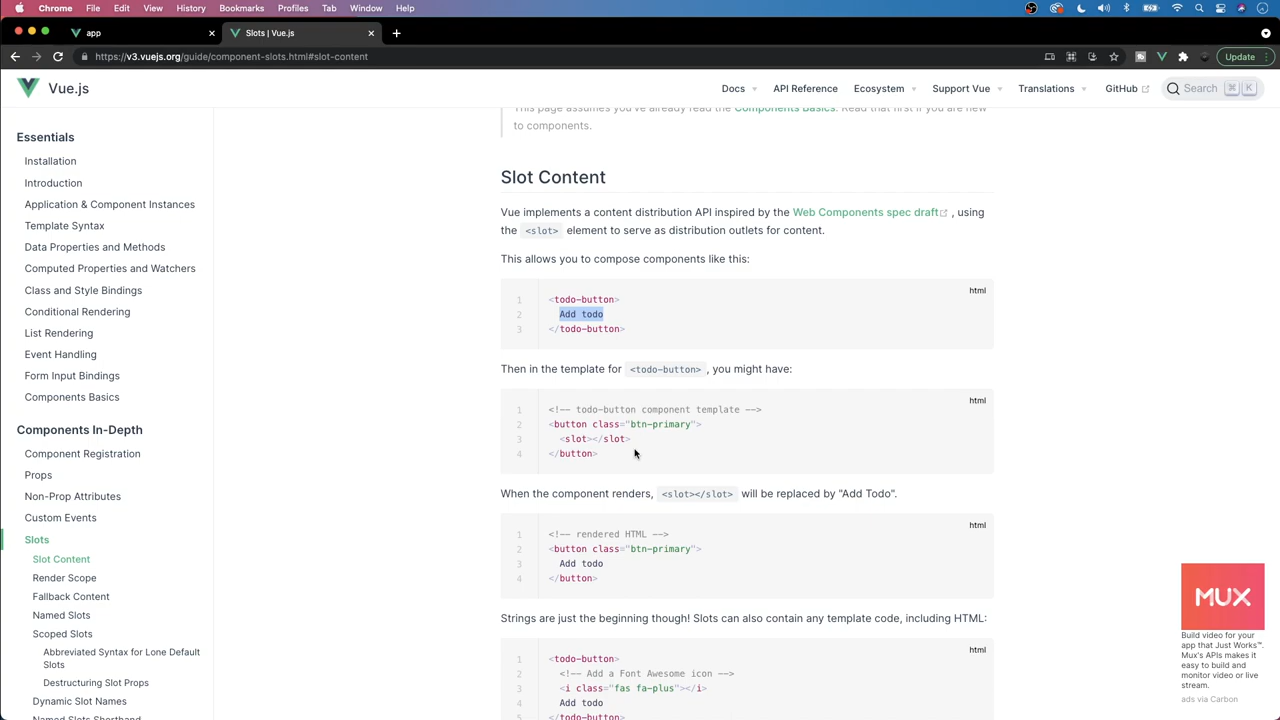 Chrome File Edit View History Bookmarks Profiles Tab Window Help
app
Slots | Vue.js
https://v3.vuejs.org/guide/component-slots.html#slot-content
Update
Vue.js
Docs API Reference Ecosystem Support Vue Translations GitHub
Search ⌘ K
Essentials
Installation
Introduction
Application & Component Instances
Template Syntax
Data Properties and Methods
Computed Properties and Watchers
Class and Style Bindings
Conditional Rendering
List Rendering
Event Handling
Form Input Bindings
Components Basics
Components In-Depth
Component Registration
Props
Non-Prop Attributes
Custom Events
Slots
Slot Content
Render Scope
Fallback Content
Named Slots
Scoped Slots
Abbreviated Syntax for Lone Default
Slots
Destructuring Slot Props
Dynamic Slot Names
Named Slots Shorthand
This page assumes you've already read the Components Basics. Read that first if you are new
to components.
Slot Content
Vue implements a content distribution API inspired by the Web Components spec draft , using
the <slot> element to serve as distribution outlets for content.
This allows you to compose components like this:
html
1 <todo-button>
2 Add todo
3 </todo-button>
Then in the template for <todo-button> , you might have:
html
1 <!-- todo-button component template -->
2 <button class="btn-primary">
3 <slot></slot>
4 </button>
When the component renders, <slot></slot> will be replaced by "Add Todo".
html
1 <!-- rendered HTML -->
2 <button class="btn-primary">
3 Add todo
4 </button>
Strings are just the beginning though! Slots can also contain any template code, including HTML:
html
1 <todo-button>
2 <!-- Add a Font Awesome icon -->
3 <i class="fas fa-plus"></i>
4 Add todo
5 </todo-button>
MUX
Build video for your
app that Just Works™.
Mux's APIs makes it
easy to build and
monitor video or live
stream.
ads via Carbon